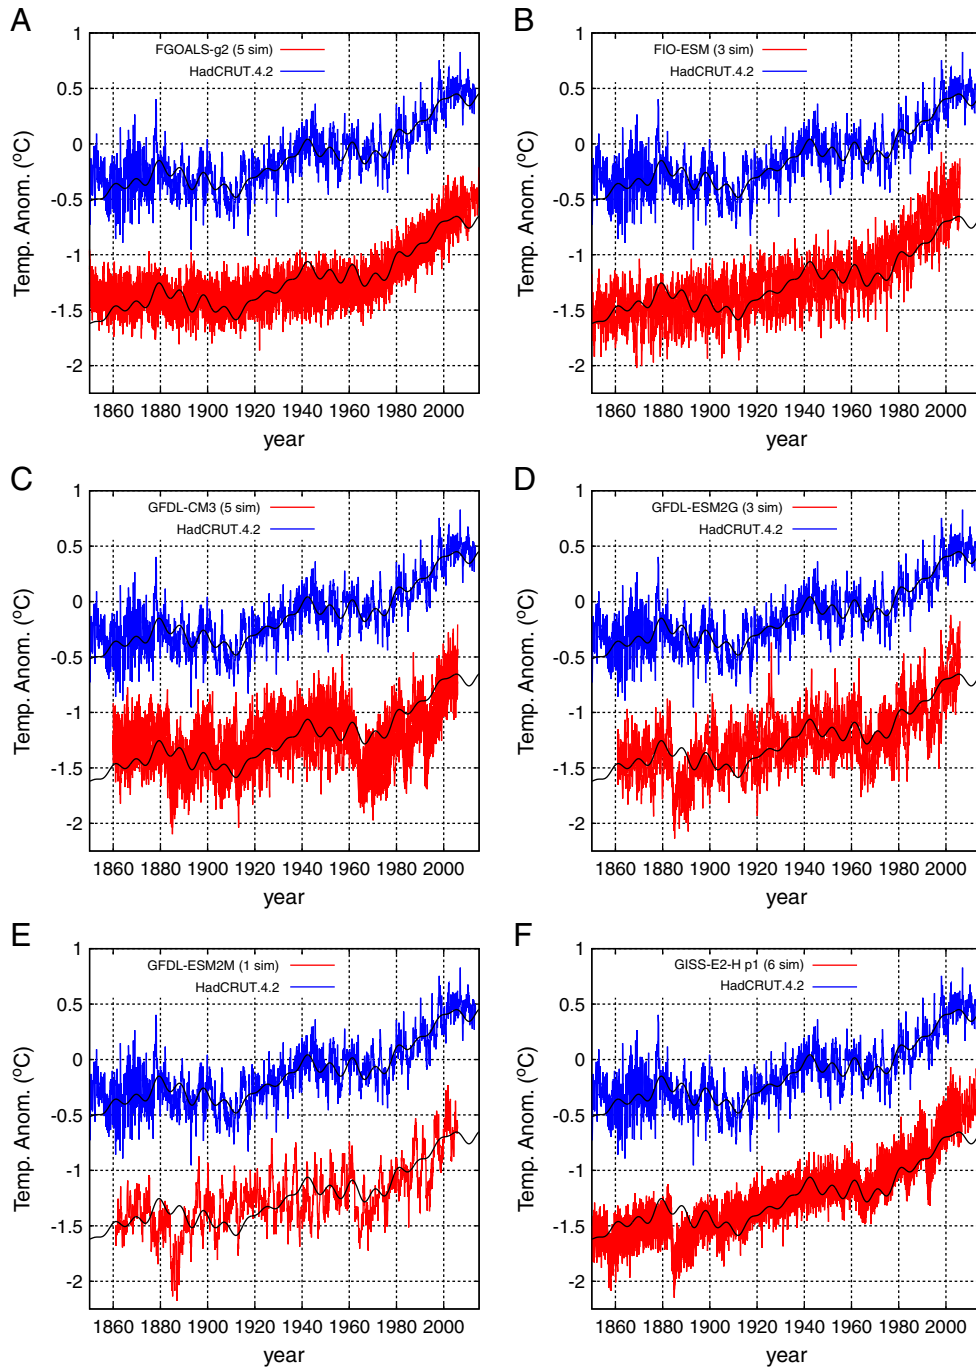 A
FGOALS-g2 (5 sim)
HadCRUT.4.2
Temp. Anom. (ºC)
1
0.5
0
-0.5
-1
-1.5
-2
1860 1880 1900 1920 1940 1960 1980 2000
year
B
FIO-ESM (3 sim)
HadCRUT.4.2
Temp. Anom. (ºC)
1
0.5
0
-0.5
-1
-1.5
-2
1860 1880 1900 1920 1940 1960 1980 2000
year
C
GFDL-CM3 (5 sim)
HadCRUT.4.2
Temp. Anom. (ºC)
1
0.5
0
-0.5
-1
-1.5
-2
1860 1880 1900 1920 1940 1960 1980 2000
year
D
GFDL-ESM2G (3 sim)
HadCRUT.4.2
Temp. Anom. (ºC)
1
0.5
0
-0.5
-1
-1.5
-2
1860 1880 1900 1920 1940 1960 1980 2000
year
E
GFDL-ESM2M (1 sim)
HadCRUT.4.2
Temp. Anom. (ºC)
1
0.5
0
-0.5
-1
-1.5
-2
1860 1880 1900 1920 1940 1960 1980 2000
year
F
GISS-E2-H p1 (6 sim)
HadCRUT.4.2
Temp. Anom. (ºC)
1
0.5
0
-0.5
-1
-1.5
-2
1860 1880 1900 1920 1940 1960 1980 2000
year